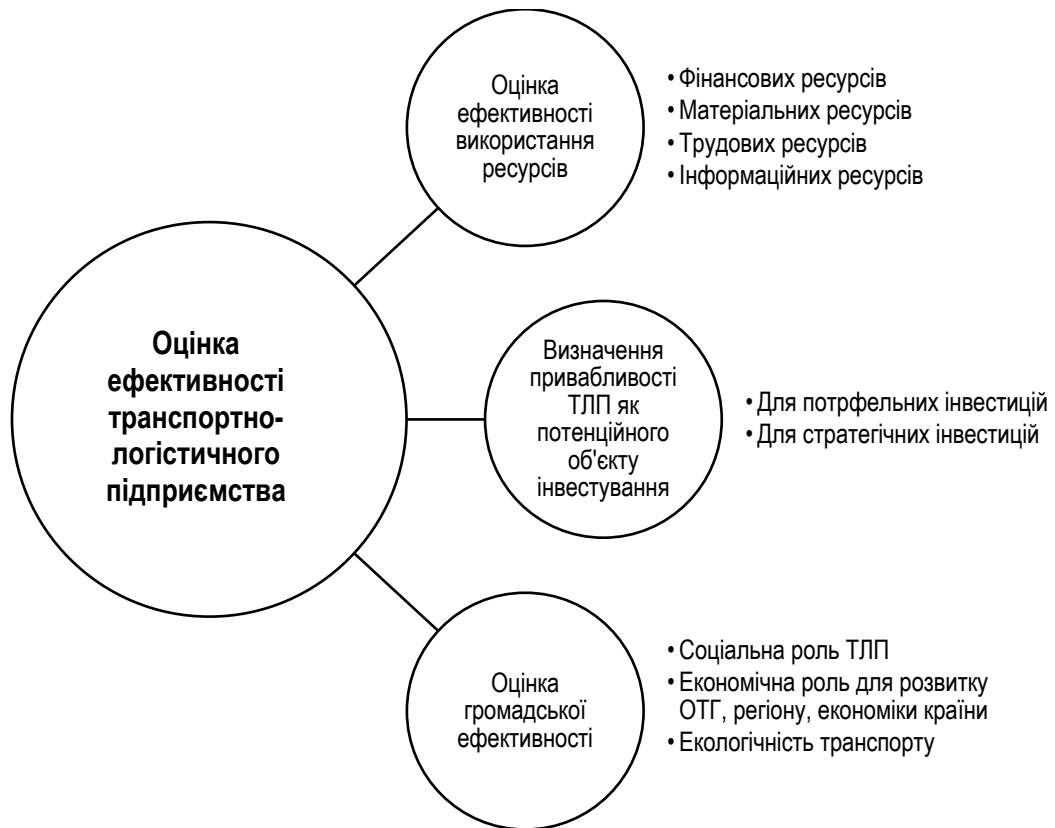 Оцінка
ефективності
використання
ресурсів
• Фінансових ресурсів
• Матеріальних ресурсів
• Трудових ресурсів
• Інформаційних ресурсів
Оцінка
ефективності
транспортно-
логістичного
підприємства
Визначення
привабливості
ТЛП як
потенційного
об'єкту
інвестування
• Для потрфельних інвестицій
• Для стратегічних інвестицій
Оцінка
громадської
ефективності
• Соціальна роль ТЛП
• Економічна роль для розвитку
ОТГ, регіону, економіки країни
• Екологічність транспорту